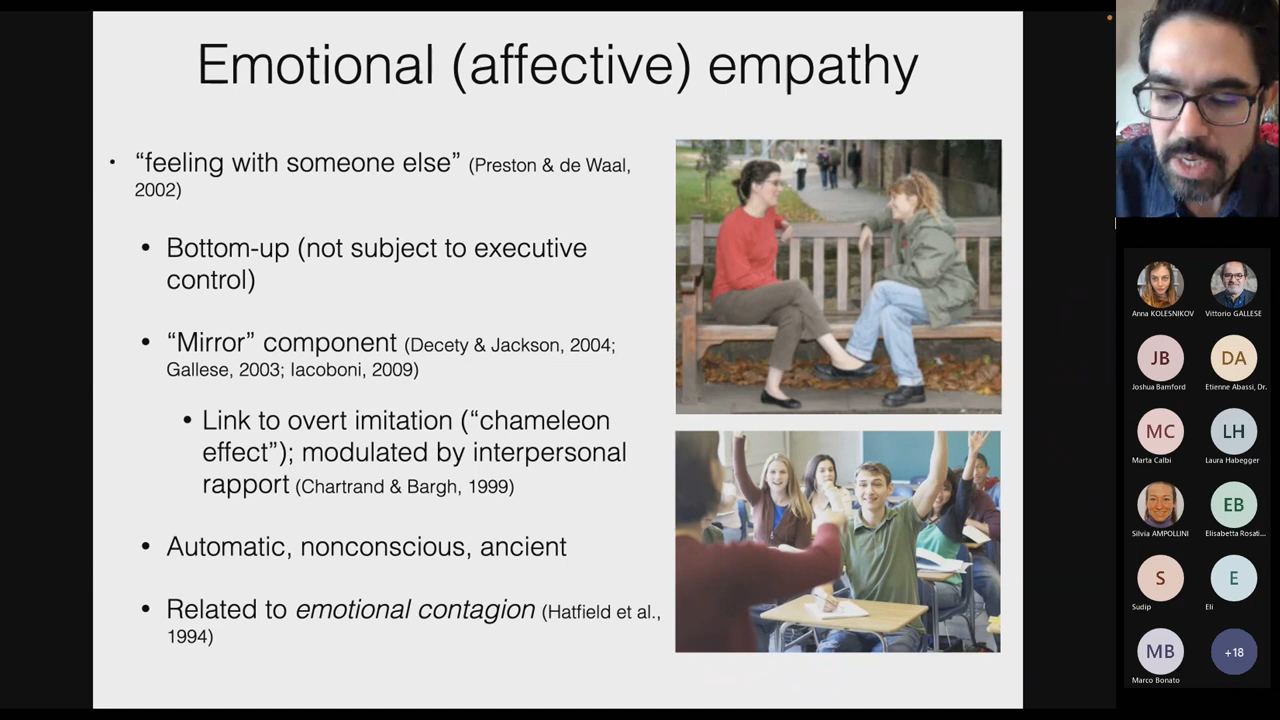 Emotional (affective) empathy
• “feeling with someone else” (Preston & de Waal,
2002)
• Bottom-up (not subject to executive
control)
• “Mirror” component (Decety & Jackson, 2004;
Gallese, 2003; Iacoboni, 2009)
• Link to overt imitation (“chameleon
effect”); modulated by interpersonal
rapport (Chartrand & Bargh, 1999)
• Automatic, nonconscious, ancient
• Related to emotional contagion (Hatfield et al.,
1994)
Anna KOLESNIKOV
Vittorio GALLESE
JB
DA
Joshua Bamford
Etienne Abassi, Dr.
MC
LH
Marta Calbi
Laura Habegger
EB
Silvia AMPOLLINI
Elisabetta Rosati...
S
E
Sudip
Eli
MB
+18
Marco Bonato